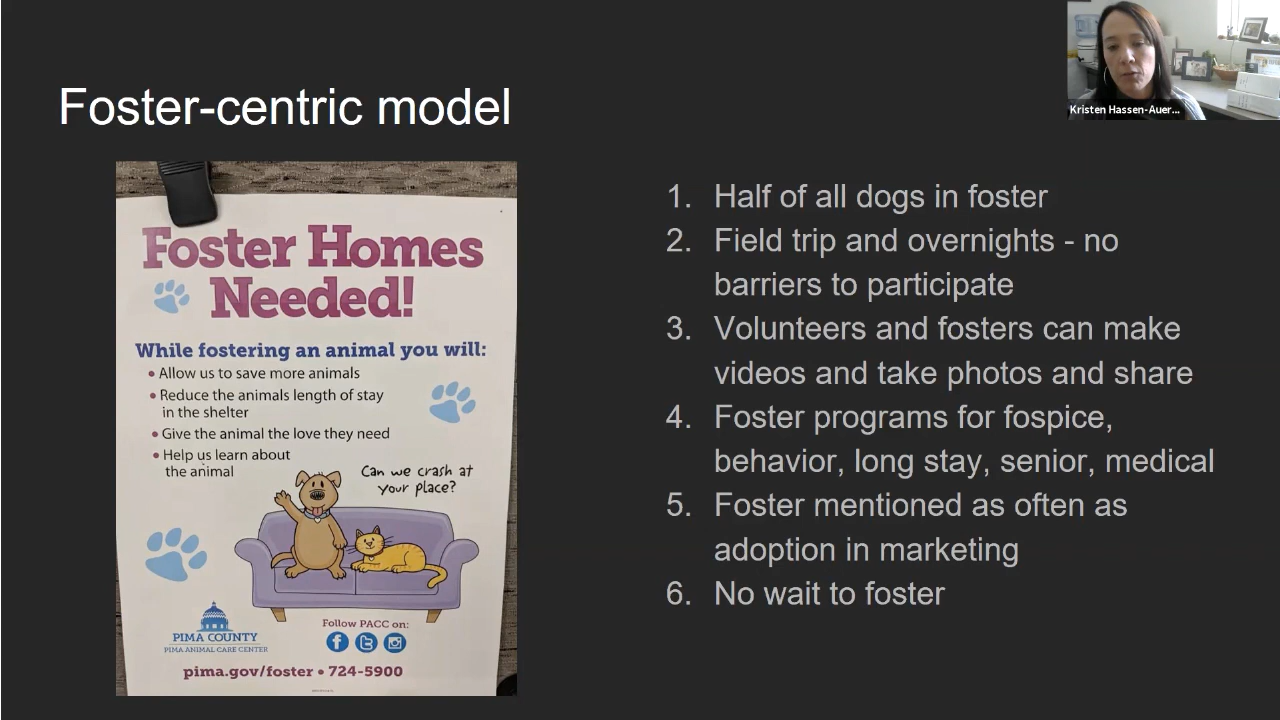 Foster-centric model
Kristen Hassen-Auer...
Foster Homes
Needed!
While fostering an animal you will:
• Allow us to save more animals
• Reduce the animals length of stay
in the shelter
• Give the animal the love they need
• Help us learn about
the animal
Can we crash at
your place?
PIMA COUNTY
PIMA ANIMAL CARE CENTER
Follow PACC on:
pima.gov/foster • 724-5900
1. Half of all dogs in foster
2. Field trip and overnights - no
barriers to participate
3. Volunteers and fosters can make
videos and take photos and share
4. Foster programs for fospice,
behavior, long stay, senior, medical
5. Foster mentioned as often as
adoption in marketing
6. No wait to foster